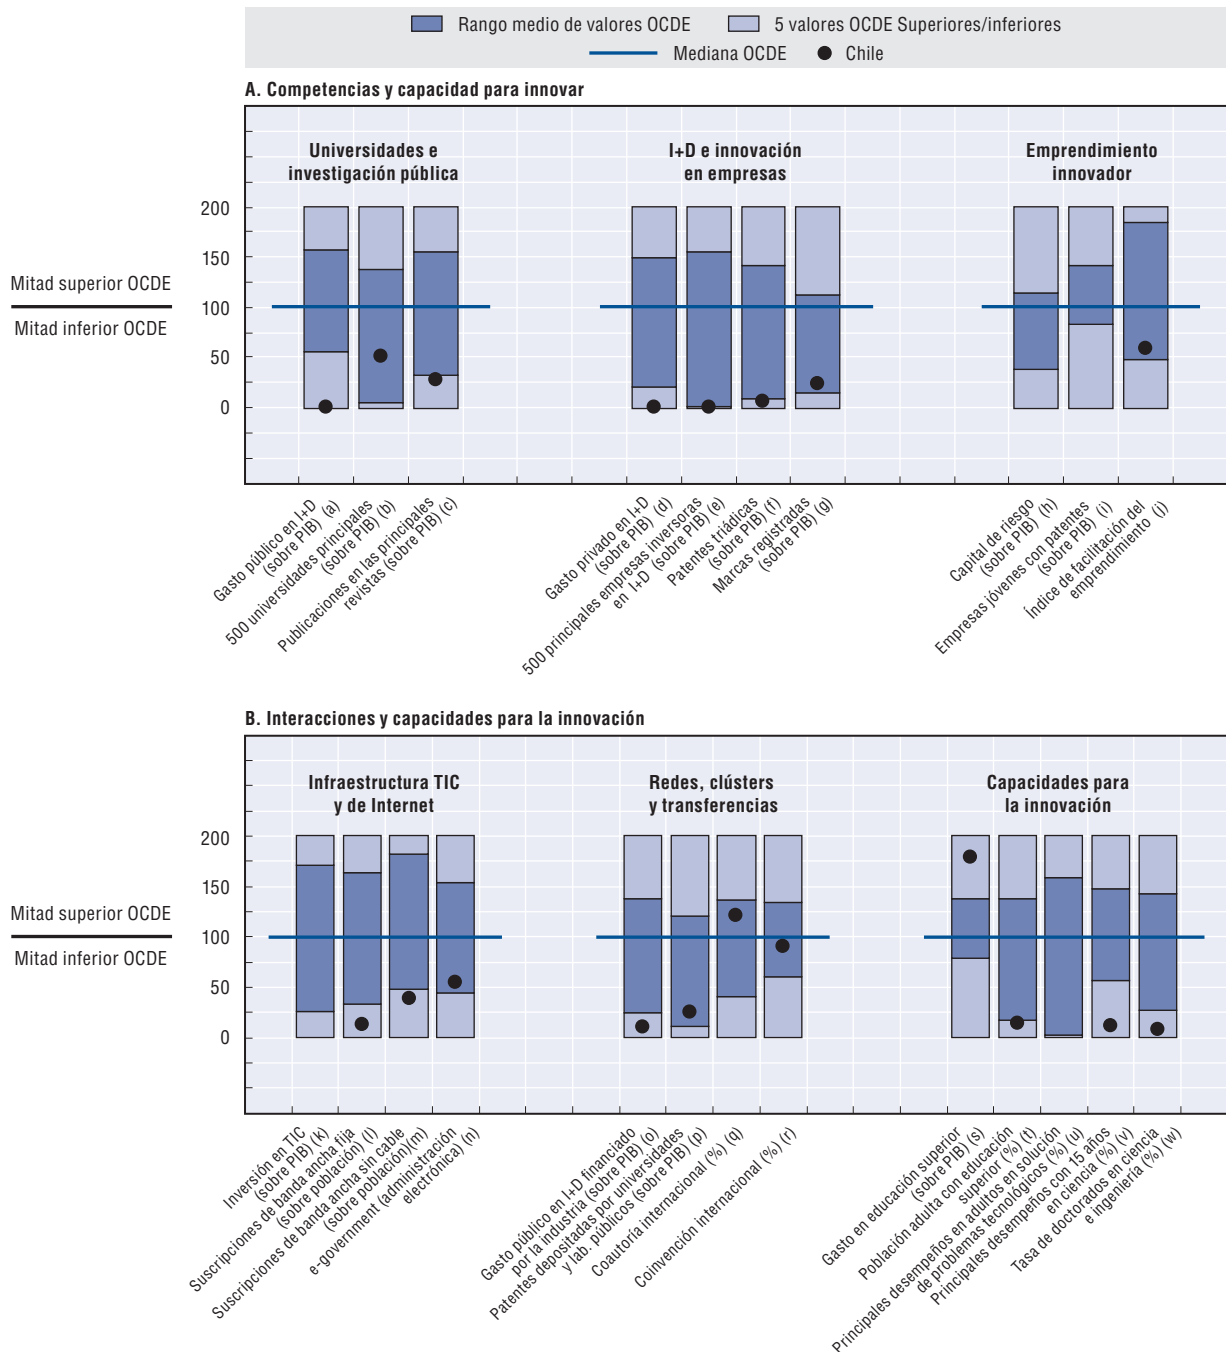 Rango medio de valores OCDE
5 valores OCDE Superiores/inferiores
Mediana OCDE
Chile
A. Competencias y capacidad para innovar
Universidades e
investigación pública
I+D e innovación
en empresas
Emprendimiento
innovador
200
150
100
50
0
Mitad superior OCDE
Mitad inferior OCDE
Gasto público en I+D
(sobre PIB) (a)
500 universidades principales
(sobre PIB) (b)
Publicaciones en las principales
revistas (sobre PIB) (c)
Gasto privado en I+D
(sobre PIB) (d)
500 principales empresas inversoras
en I+D (sobre PIB) (e)
Patentes triádicas
(sobre PIB) (f)
Marcas registradas
(sobre PIB) (g)
Capital de riesgo
(sobre PIB) (h)
Empresas jóvenes con patentes
(sobre PIB) (i)
Índice de facilitación del
emprendimiento (j)
B. Interacciones y capacidades para la innovación
Infraestructura TIC
y de Internet
Redes, clústers
y transferencias
Capacidades para
la innovación
200
150
100
50
0
Mitad superior OCDE
Mitad inferior OCDE
Inversión en TIC
(sobre PIB) (k)
Suscripciones de banda ancha fija
(sobre población) (l)
Suscripciones de banda ancha sin cable
(sobre población)(m)
e-government (administración
electrónica) (n)
Gasto público en I+D financiado
por la industria (sobre PIB) (o)
Patentes depositadas por universidades
y lab. públicos (sobre PIB) (p)
Coautoría internacional (%) (q)
Coinvención internacional (%) (r)
Gasto en educación superior
(sobre PIB) (s)
Población adulta con educación
superior (%) (t)
Principales desempeños en adultos en solución
de problemas tecnológicos (%) (u)
Principales desempeños con 15 años
en ciencia (%) (v)
Tasa de doctorados en ciencia
e ingeniería (%) (w)